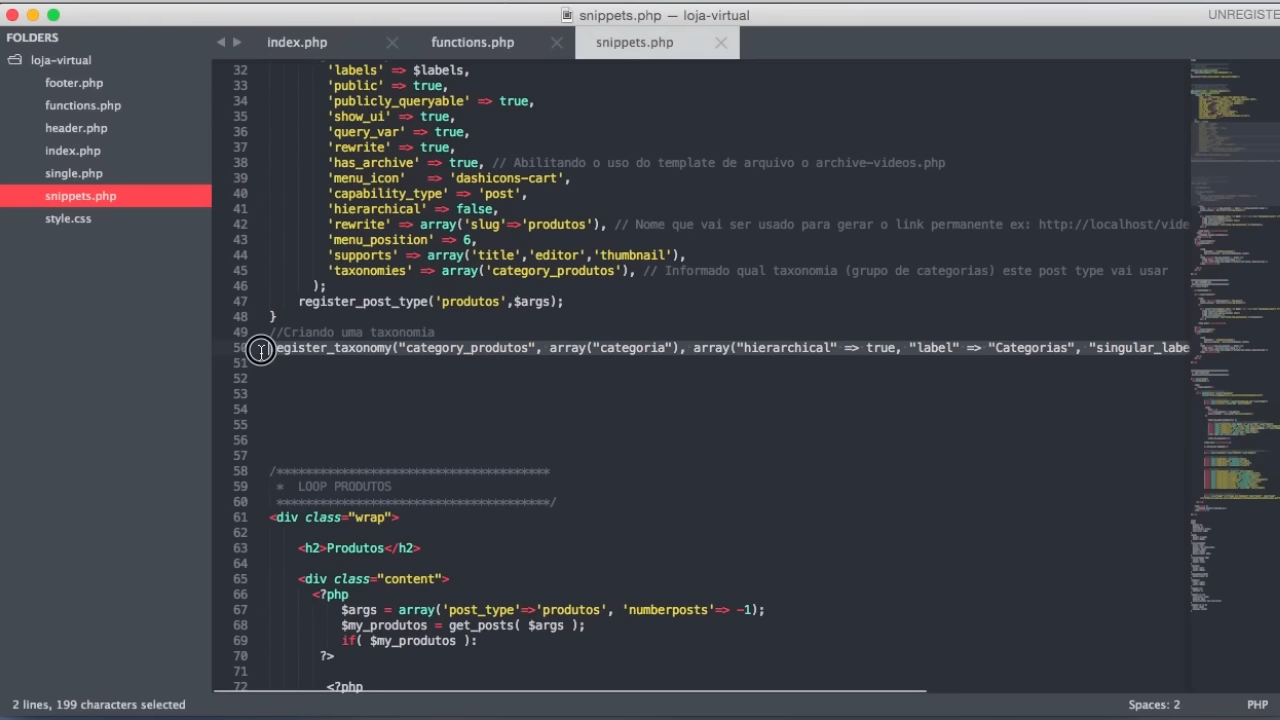 snippets.php — loja-virtual
UNREGISTE
FOLDERS
loja-virtual
footer.php
functions.php
header.php
index.php
single.php
snippets.php
style.css
index.php
functions.php
snippets.php
32 'labels' => $labels,
33 'public' => true,
34 'publicly_queryable' => true,
35 'show_ui' => true,
36 'query_var' => true,
37 'rewrite' => true,
38 'has_archive' => true, // Abilitando o uso do template de arquivo o archive-videos.php
39 'menu_icon' => 'dashicons-cart',
40 'capability_type' => 'post',
41 'hierarchical' => false,
42 'rewrite' => array('slug'=>'produtos'), // Nome que vai ser usado para gerar o link permanente ex: http://localhost/vide
43 'menu_position' => 6,
44 'supports' => array('title','editor','thumbnail'),
45 'taxonomies' => array('category_produtos'), // Informado qual taxonomia (grupo de categorias) este post type vai usar
46 );
47 register_post_type('produtos',$args);
48 }
49 //Criando uma taxonomia
50 register_taxonomy("category_produtos", array("categoria"), array("hierarchical" => true, "label" => "Categorias", "singular_labe
51
52
53
54
55
56
57
58 /**************************************
59 * LOOP PRODUTOS
60 **************************************/
61 <div class="wrap">
62
63 <h2>Produtos</h2>
64
65 <div class="content">
66 <?php
67 $args = array('post_type'=>'produtos', 'numberposts'=> -1);
68 $my_produtos = get_posts( $args );
69 if( $my_produtos ):
70 ?>
71
72 <?php
2 lines, 199 characters selected
Spaces: 2
PHP